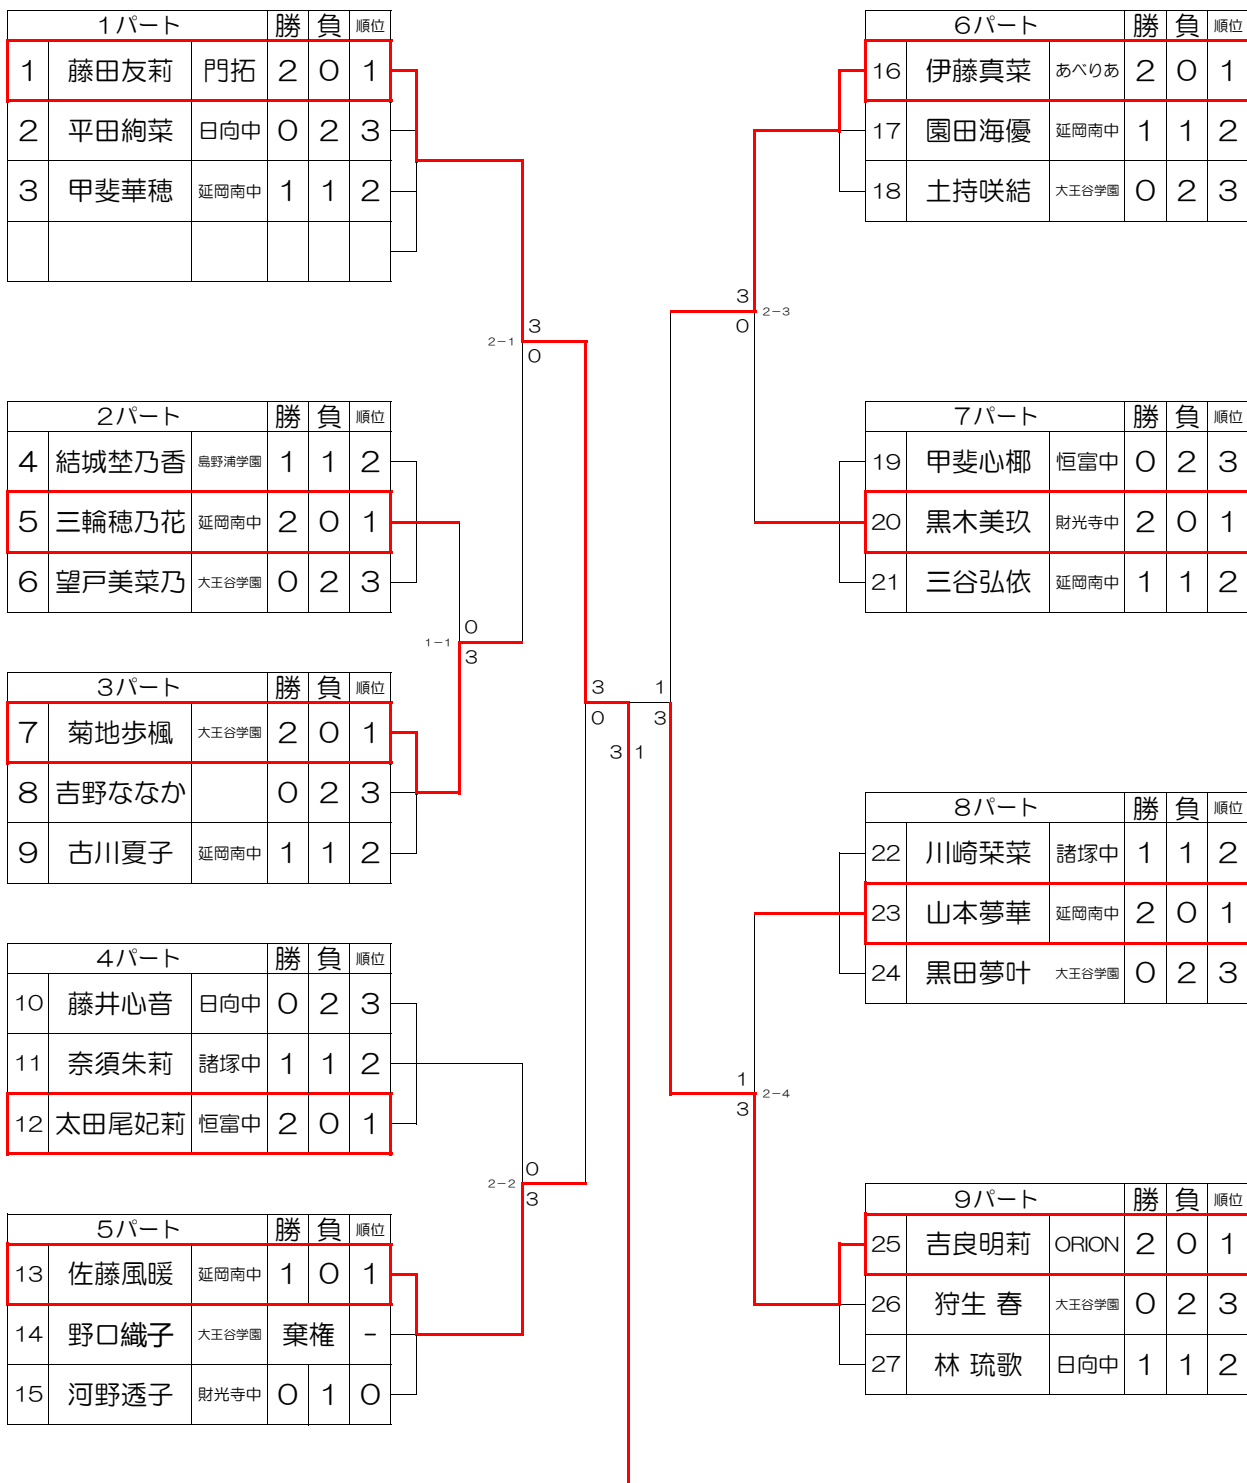 1パート 勝 負 順位
1 藤田友莉 門拓 2 0 1
2 平田絢菜 日向中 0 2 3
3 甲斐華穂 延岡南中 1 1 2
3
2-1
0
2パート 勝 負 順位
4 結城埜乃香 島野浦学園 1 1 2
5 三輪穂乃花 延岡南中 2 0 1
6 望戸美菜乃 大王谷学園 0 2 3
0
1-1
3
3パート 勝 負 順位
7 菊地歩楓 大王谷学園 2 0 1
8 吉野ななか 0 2 3
9 古川夏子 延岡南中 1 1 2
4パート 勝 負 順位
10 藤井心音 日向中 0 2 3
11 奈須朱莉 諸塚中 1 1 2
12 太田尾妃莉 恒富中 2 0 1
0
2-2
3
5パート 勝 負 順位
13 佐藤風暖 延岡南中 1 0 1
14 野口織子 大王谷学園 棄権 -
15 河野透子 財光寺中 0 1 0
3 1
0 3
3 1
6パート 勝 負 順位
16 伊藤真菜 あべりあ 2 0 1
17 園田海優 延岡南中 1 1 2
18 土持咲結 大王谷学園 0 2 3
3
2-3
0
7パート 勝 負 順位
19 甲斐心椰 恒富中 0 2 3
20 黒木美玖 財光寺中 2 0 1
21 三谷弘依 延岡南中 1 1 2
8パート 勝 負 順位
22 川崎栞菜 諸塚中 1 1 2
23 山本夢華 延岡南中 2 0 1
24 黒田夢叶 大王谷学園 0 2 3
1
2-4
3
9パート 勝 負 順位
25 吉良明莉 ORION 2 0 1
26 狩生 春 大王谷学園 0 2 3
27 林 琉歌 日向中 1 1 2